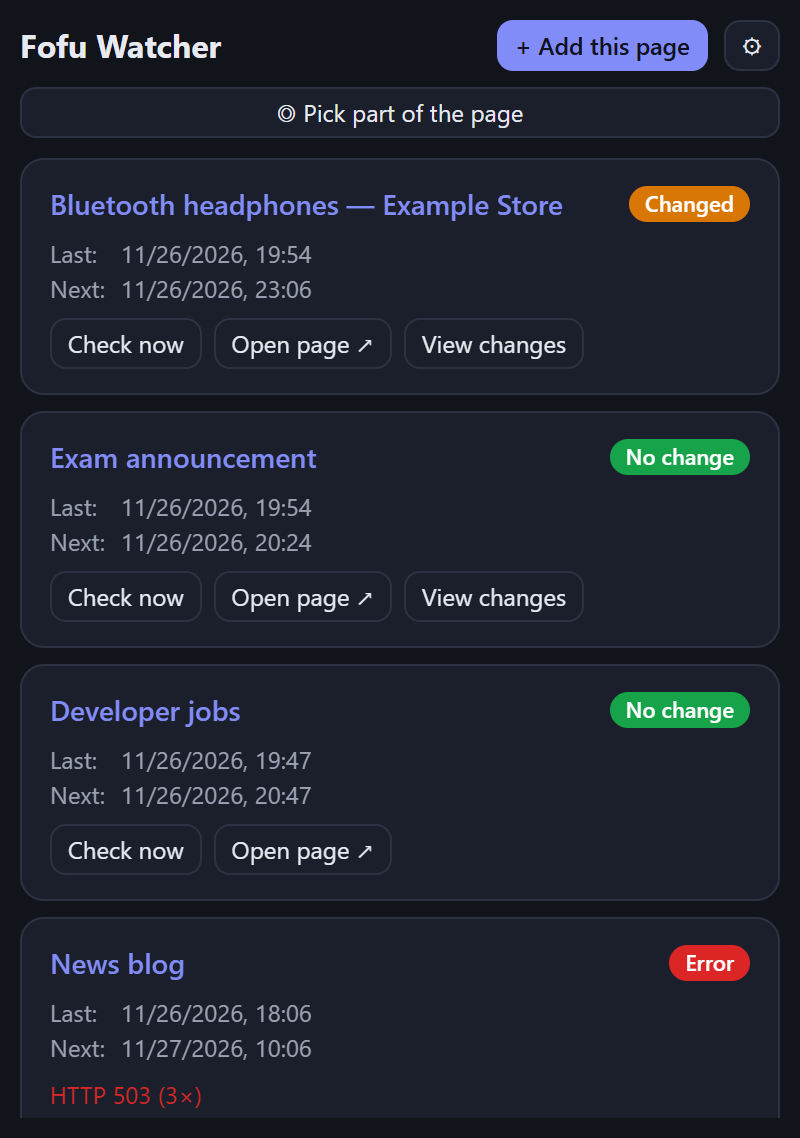 Fofu Watcher
+ Add this page
⚙
◎ Pick part of the page
Bluetooth headphones — Example Store
Changed
Last: 11/26/2026, 19:54
Next: 11/26/2026, 23:06
Check now
Open page ↗
View changes
Exam announcement
No change
Last: 11/26/2026, 19:54
Next: 11/26/2026, 20:24
Check now
Open page ↗
View changes
Developer jobs
No change
Last: 11/26/2026, 19:47
Next: 11/26/2026, 20:47
Check now
Open page ↗
News blog
Error
Last: 11/26/2026, 18:06
Next: 11/27/2026, 10:06
HTTP 503 (3×)